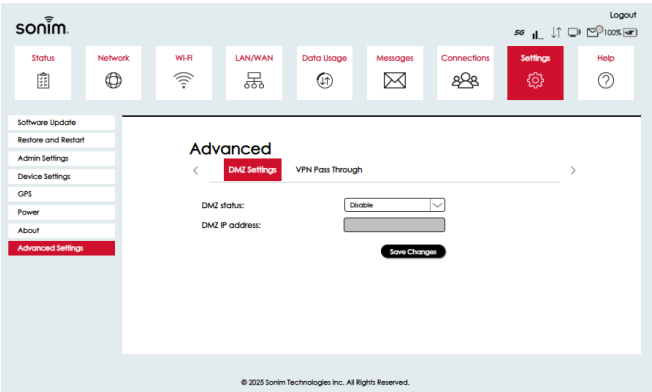 Logout
sonim.
5G 100%
Status Network Wi-Fi LAN/WAN Data Usage Messages Connections Settings Help
Software Update
Restore and Restart
Admin Settings
Device Settings
GPS
Power
About
Advanced Settings
Advanced
DMZ Settings VPN Pass Through
DMZ status: Disable
DMZ IP address:
Save Changes
© 2025 Sonim Technologies Inc. All Rights Reserved.